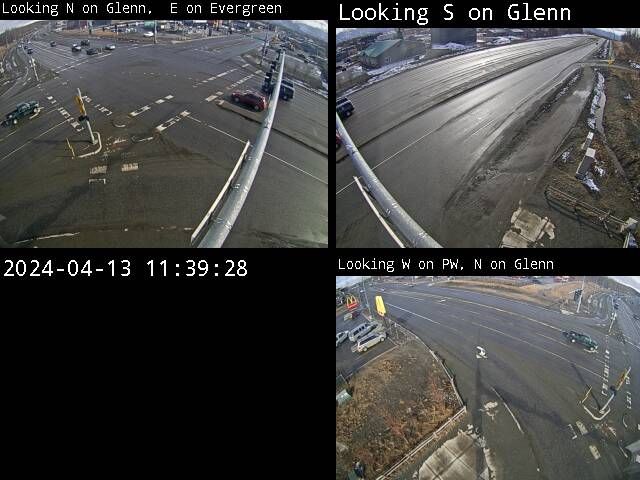 Looking N on Glenn,  E on Evergreen
Looking S on Glenn
2024-04-13 11:39:28
Looking W on PW, N on Glenn